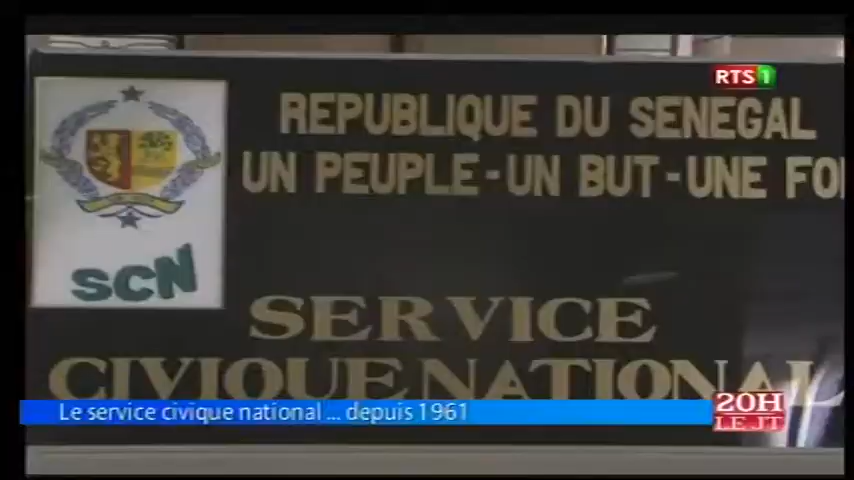 RTS1
REPUBLIQUE DU SENEGAL
UN PEUPLE - UN BUT - UNE FOI
SCN
SERVICE
CIVIQUE NATIONAL
Le service civique national ... depuis 1961
20H
LE JT